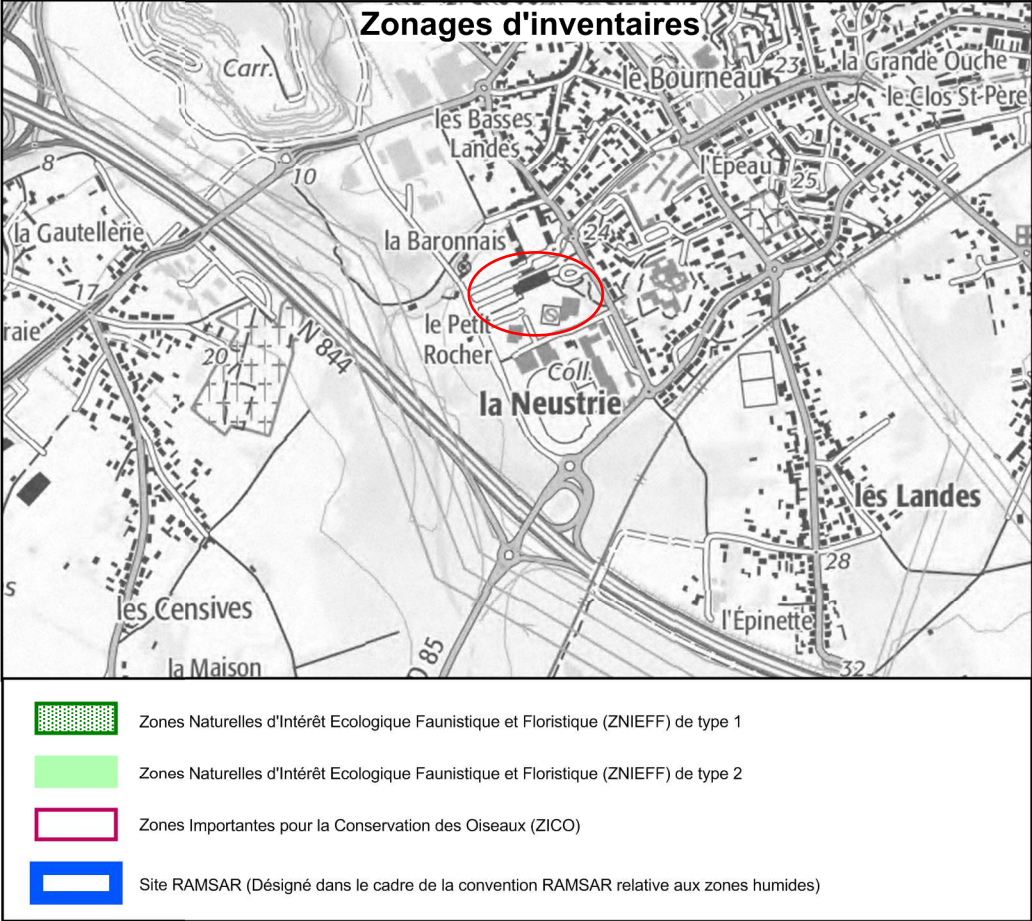 Zonages d'inventaires
Carr.
le Bourneau
23
la Grande Ouche
le Clos St-Père
les Basses
Landes
8
10
l'Épeau
25
la Gautellerie
la Baronnais
24
17
raie
20
N 844
le Petit
Rocher
Coll.
la Neustrie
les Landes
28
s
les Censives
l'Épinette
la Maison
D 85
32
Zones Naturelles d'Intérêt Ecologique Faunistique et Floristique (ZNIEFF) de type 1
Zones Naturelles d'Intérêt Ecologique Faunistique et Floristique (ZNIEFF) de type 2
Zones Importantes pour la Conservation des Oiseaux (ZICO)
Site RAMSAR (Désigné dans le cadre de la convention RAMSAR relative aux zones humides)